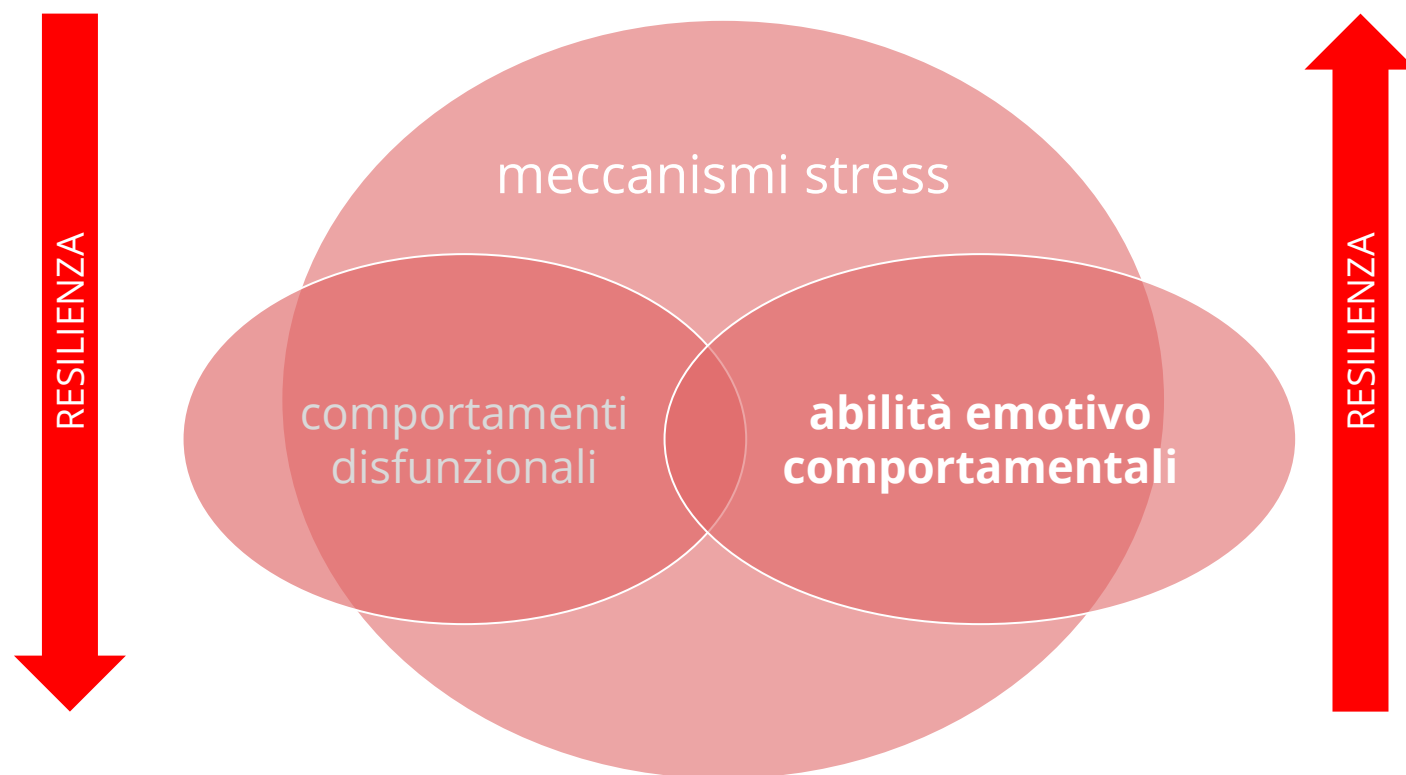 meccanismi stress
RESILIENZA
comportamenti
disfunzionali
abilità emotivo
comportamentali
RESILIENZA